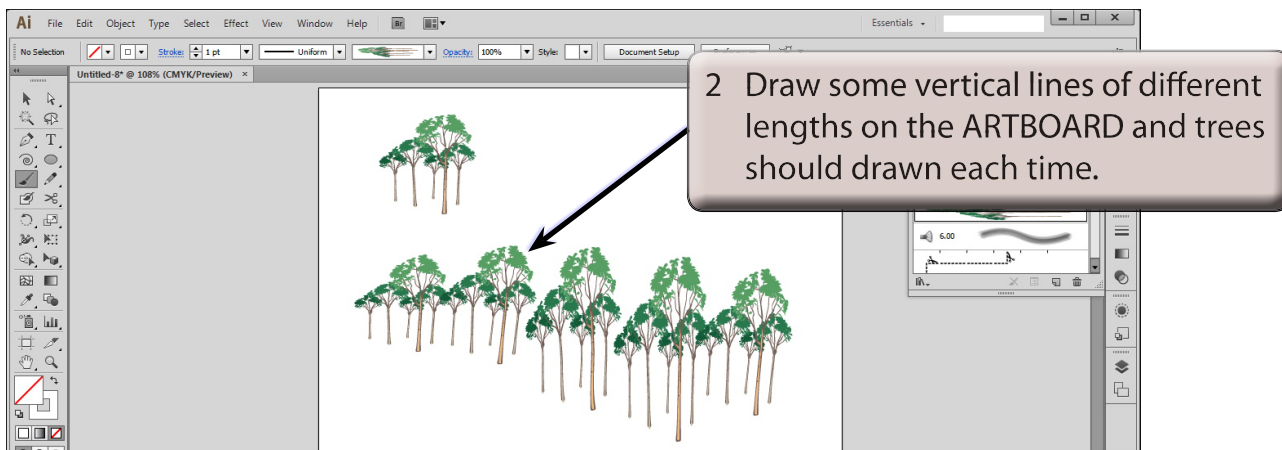 Ai File Edit Object Type Select Effect View Window Help Br Essentials
No Selection Stroke: 1 pt Uniform Opacity: 100% Style: Document Setup
Untitled-8* @ 108% (CMYK/Preview) ×
2 Draw some vertical lines of different
lengths on the ARTBOARD and trees
should drawn each time.
6.00